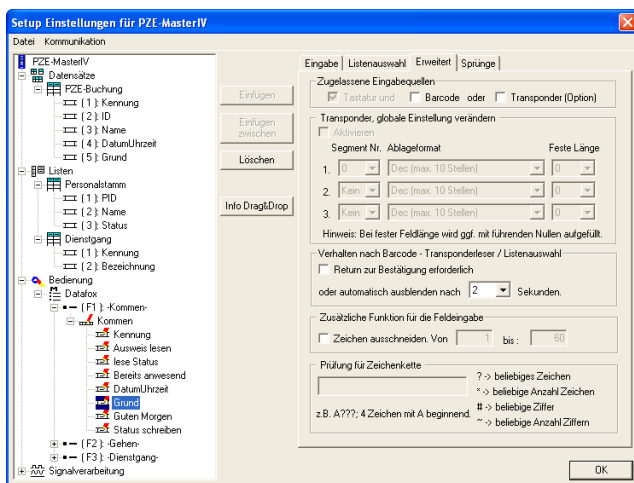 Setup Einstellungen für PZE-MasterIV
Datei Kommunikation
PZE-MasterIV
Datensätze
PZE-Buchung
( 1 ): Kennung
( 2 ): ID
( 3 ): Name
( 4 ): DatumUhrzeit
( 5 ): Grund
Listen
Personalstamm
( 1 ): PID
( 2 ): Name
( 3 ): Status
Dienstgang
( 1 ): Kennung
( 2 ): Bezeichnung
Bedienung
Datafox
(F1 ): -Kommen-
Kommen
Kennung
Ausweis lesen
lese Status
Bereits anwesend
DatumUhrzeit
Grund
Guten Morgen
Status schreiben
(F2 ): -Gehen-
(F3 ): -Dienstgang-
Signalverarbeitung
Einfügen
Einfügen
zwischen
Löschen
Info Drag&Drop
Eingabe Listenauswahl Erweitert Sprünge
Zugelassene Eingabequellen
Tastatur und Barcode oder Transponder (Option)
Transponder, globale Einstellung verändern
Aktivieren
Segment Nr. Ablageformat Feste Länge
1. 0 Dec (max. 10 Stellen) 0
2. Kein Dec (max. 10 Stellen) 0
3. Kein Dec (max. 10 Stellen) 0
Hinweis: Bei fester Feldlänge wird ggf. mit führenden Nullen aufgefüllt.
Verhalten nach Barcode - Transponderleser / Listenauswahl
Return zur Bestätigung erforderlich
oder automatisch ausblenden nach 2 Sekunden.
Zusätzliche Funktion für die Feldeingabe
Zeichen ausschneiden. Von 1 bis : 60
Prüfung für Zeichenkette
? -> beliebiges Zeichen
* -> beliebige Anzahl Zeichen
# -> beliebige Ziffer
~ -> beliebige Anzahl Ziffern
z.B. A???; 4 Zeichen mit A beginnend.
OK